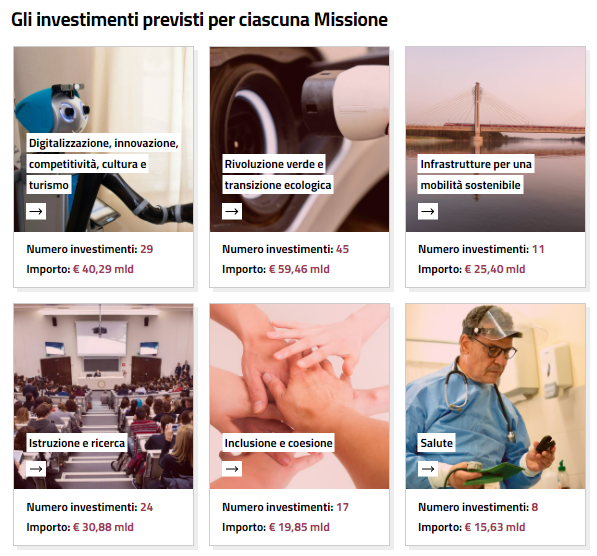 Gli investimenti previsti per ciascuna Missione
Digitalizzazione, innovazione,
competitività, cultura e
turismo
→
Numero investimenti: 29
Importo: € 40,29 mld
Rivoluzione verde e
transizione ecologica
→
Numero investimenti: 45
Importo: € 59,46 mld
Infrastrutture per una
mobilità sostenibile
→
Numero investimenti: 11
Importo: € 25,40 mld
Istruzione e ricerca
→
Numero investimenti: 24
Importo: € 30,88 mld
Inclusione e coesione
→
Numero investimenti: 17
Importo: € 19,85 mld
Salute
→
Numero investimenti: 8
Importo: € 15,63 mld